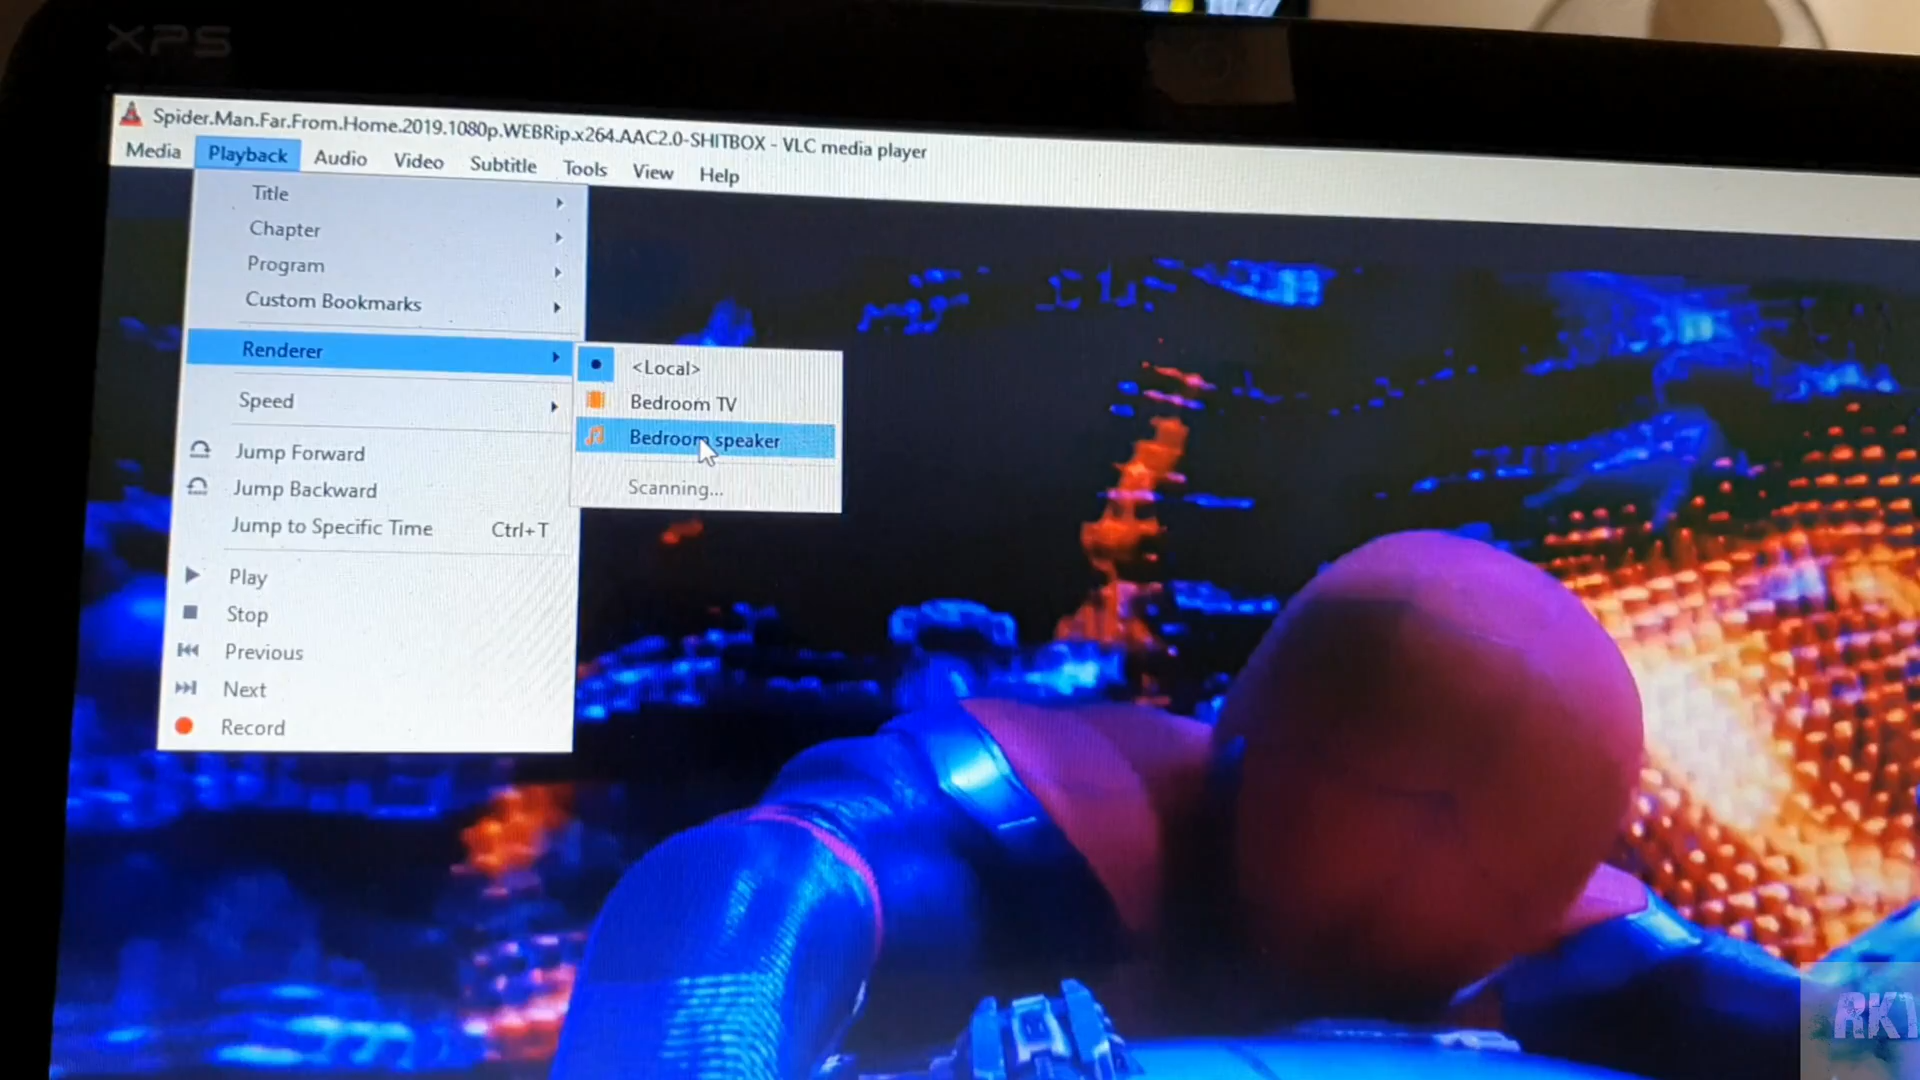 XPS
Spider.Man.Far.From.Home.2019.1080p.WEBRip.x264.AAC2.0-SHITBOX - VLC media player
Media Playback Audio Video Subtitle Tools View Help
Title
Chapter
Program
Custom Bookmarks
Renderer
<Local>
Bedroom TV
Bedroom speaker
Scanning...
Speed
Jump Forward
Jump Backward
Jump to Specific Time Ctrl+T
Play
Stop
Previous
Next
Record